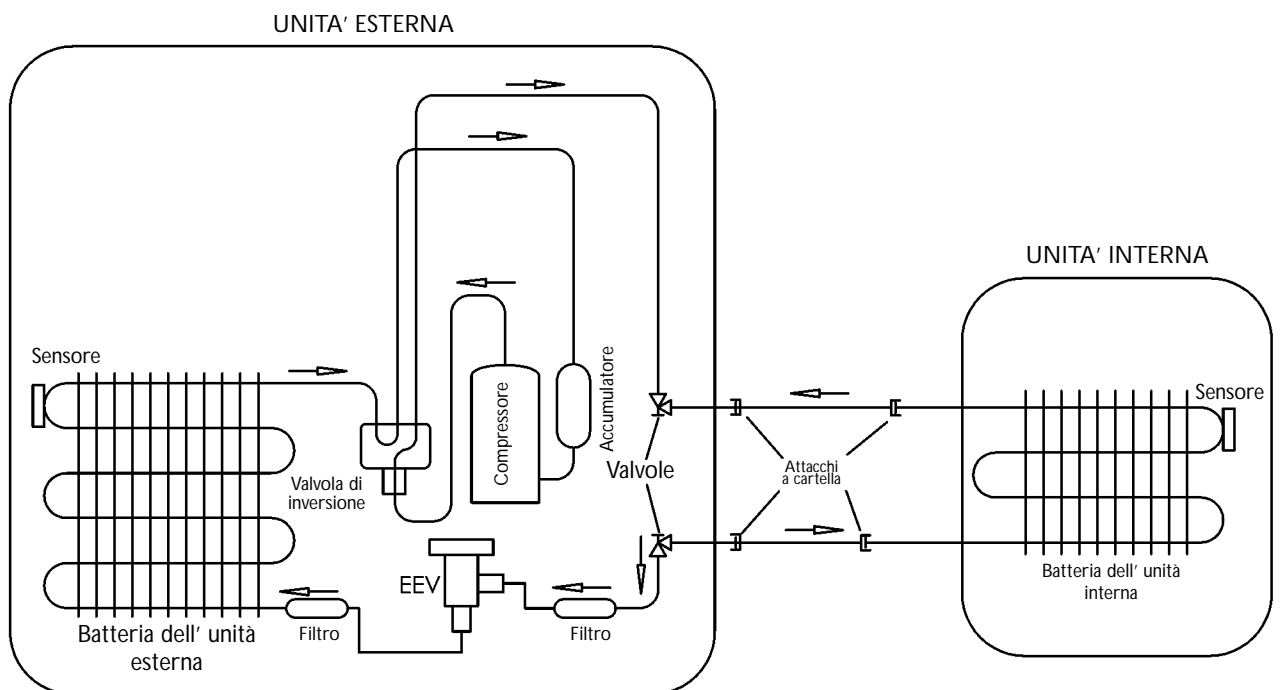 UNITA' ESTERNA
UNITA' INTERNA
Sensore
Compressore
Accumulatore
Sensore
Valvola di
inversione
Valvole
Attacchi
a cartella
EEV
Batteria dell' unità
interna
Filtro
Filtro
Batteria dell' unità
esterna